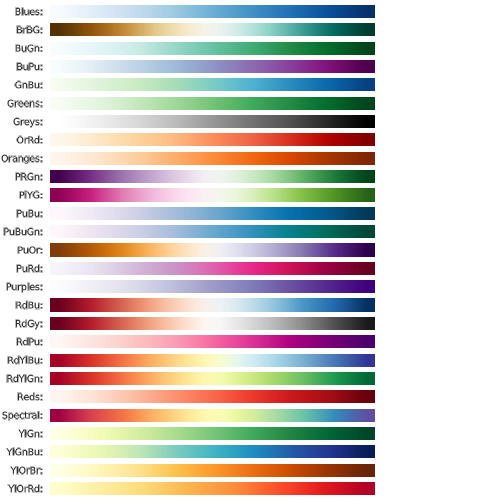 Blues:
BrBG:
BuGn:
BuPu:
GnBu:
Greens:
Greys:
OrRd:
Oranges:
PRGn:
PiYG:
PuBu:
PuBuGn:
PuOr:
PuRd:
Purples:
RdBu:
RdGy:
RdPu:
RdYlBu:
RdYlGn:
Reds:
Spectral:
YlGn:
YlGnBu:
YlOrBr:
YlOrRd: